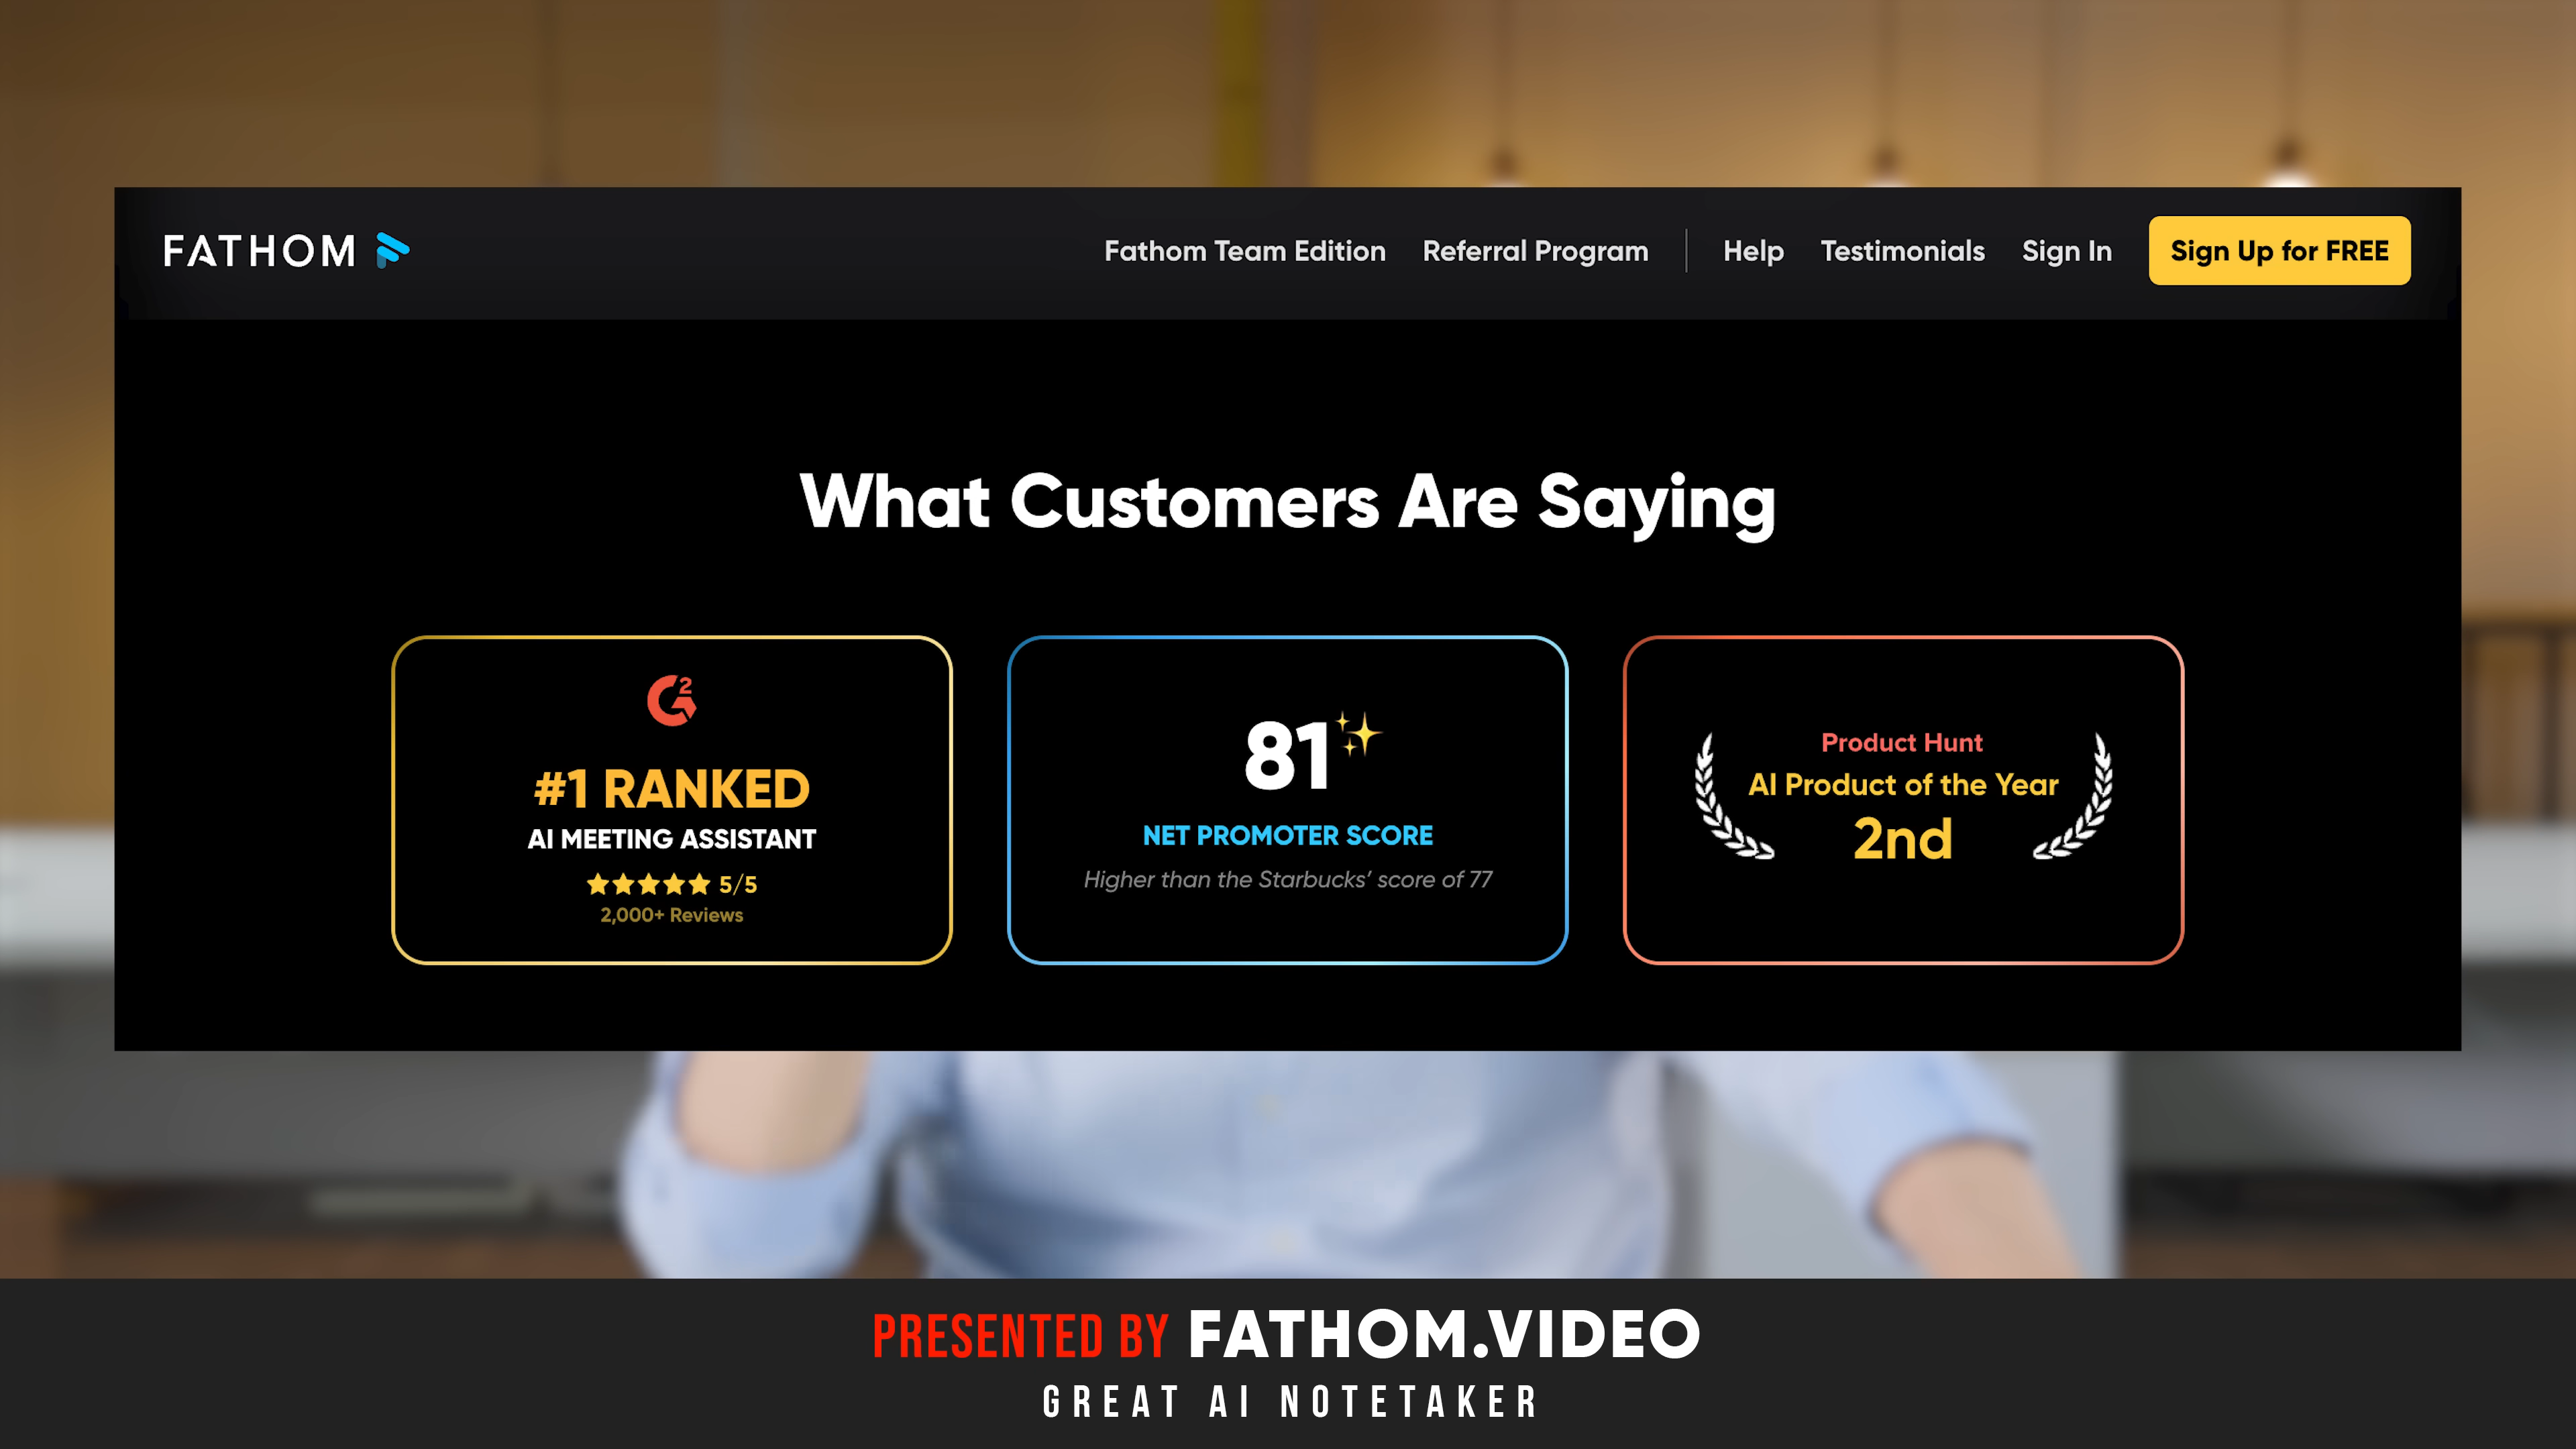 FATHOM
Fathom Team Edition Referral Program Help Testimonials Sign In Sign Up for FREE
What Customers Are Saying
G2
#1 RANKED
AI MEETING ASSISTANT
5/5
2,000+ Reviews
81
NET PROMOTER SCORE
Higher than the Starbucks’ score of 77
Product Hunt
AI Product of the Year
2nd
PRESENTED BY FATHOM.VIDEO
GREAT AI NOTETAKER